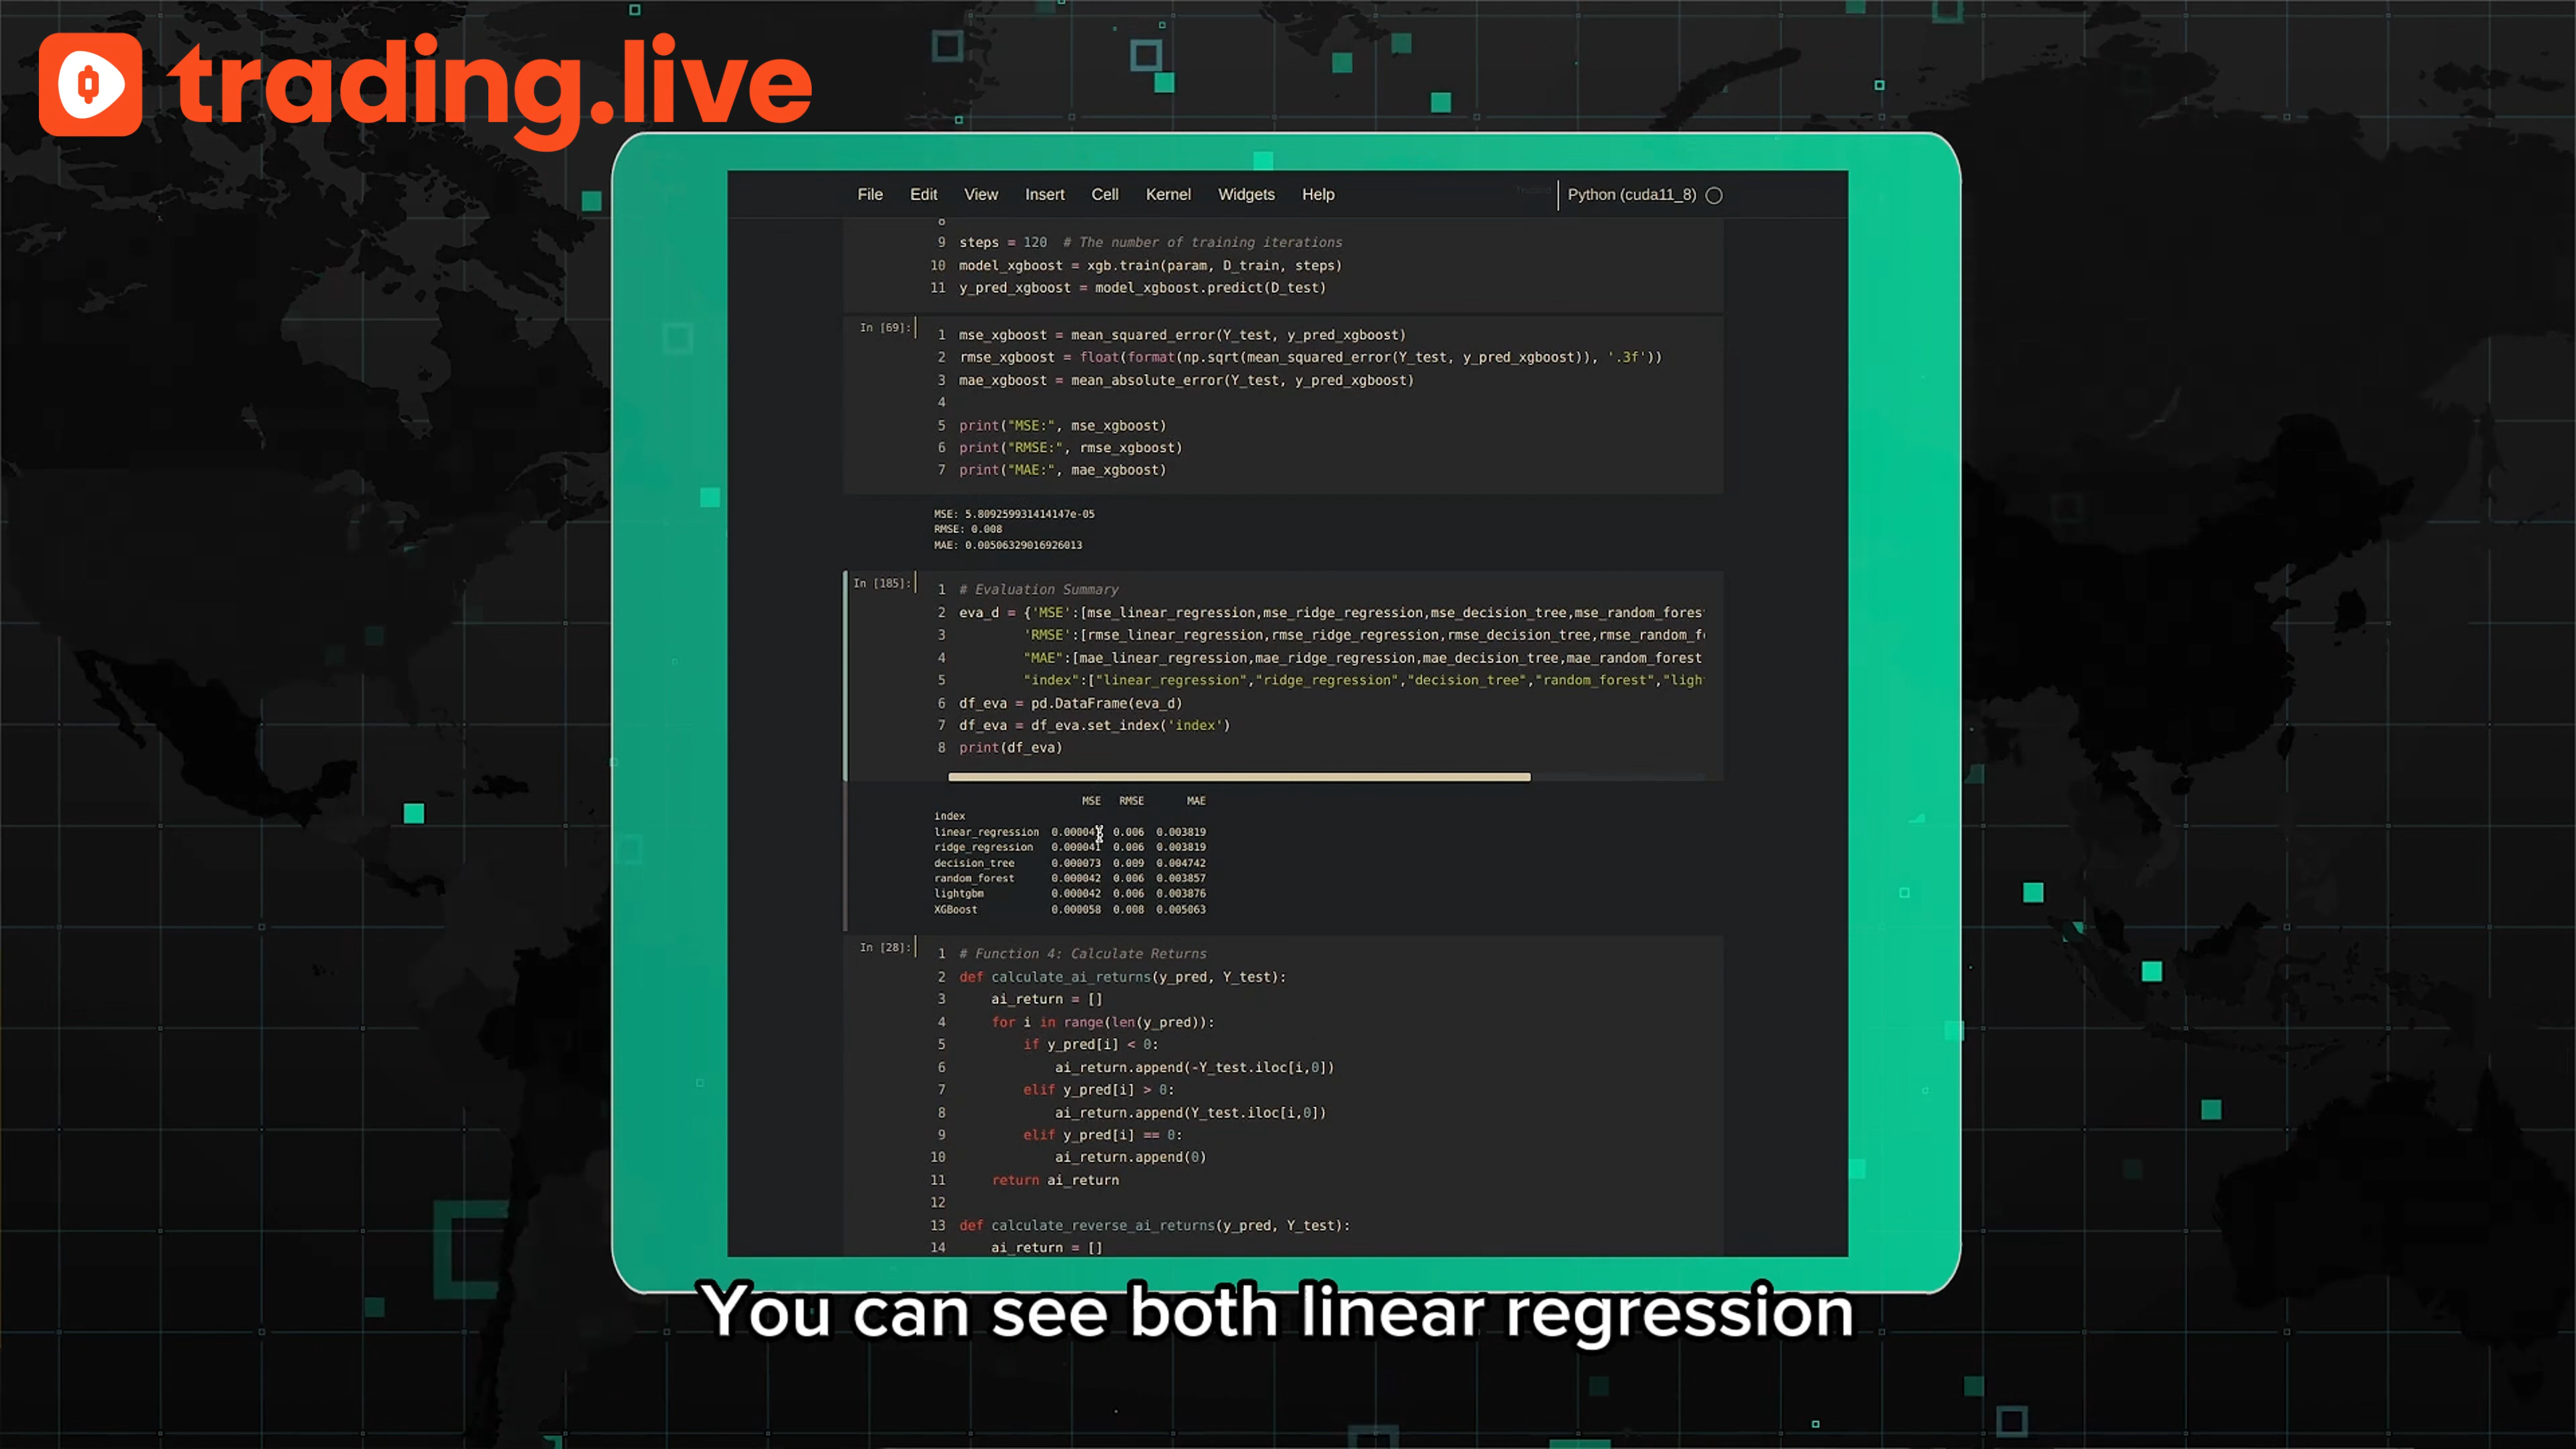 trading.live
File Edit View Insert Cell Kernel Widgets Help Python (cuda11_8)
8
9 steps = 120 # The number of training iterations
10 model_xgboost = xgb.train(param, D_train, steps)
11 y_pred_xgboost = model_xgboost.predict(D_test)
In [69]:
1 mse_xgboost = mean_squared_error(Y_test, y_pred_xgboost)
2 rmse_xgboost = float(format(np.sqrt(mean_squared_error(Y_test, y_pred_xgboost)), '.3f'))
3 mae_xgboost = mean_absolute_error(Y_test, y_pred_xgboost)
4
5 print("MSE:", mse_xgboost)
6 print("RMSE:", rmse_xgboost)
7 print("MAE:", mae_xgboost)
MSE: 5.809259931414147e-05
RMSE: 0.008
MAE: 0.00506329016926013
In [185]:
1 # Evaluation Summary
2 eva_d = {'MSE':[mse_linear_regression,mse_ridge_regression,mse_decision_tree,mse_random_fores
3 'RMSE':[rmse_linear_regression,rmse_ridge_regression,rmse_decision_tree,rmse_random_f
4 "MAE":[mae_linear_regression,mae_ridge_regression,mae_decision_tree,mae_random_forest
5 "index":["linear_regression","ridge_regression","decision_tree","random_forest","ligh
6 df_eva = pd.DataFrame(eva_d)
7 df_eva = df_eva.set_index('index')
8 print(df_eva)
MSE RMSE MAE
index
linear_regression 0.006 0.003819
ridge_regression 0.000041 0.006 0.003819
decision_tree 0.000073 0.009 0.004742
random_forest 0.000042 0.006 0.003857
lightgbm 0.000042 0.006 0.003876
XGBoost 0.000058 0.008 0.005063
In [28]:
1 # Function 4: Calculate Returns
2 def calculate_ai_returns(y_pred, Y_test):
3 ai_return = []
4 for i in range(len(y_pred)):
5 if y_pred[i] < 0:
6 ai_return.append(-Y_test.iloc[i,0])
7 elif y_pred[i] > 0:
8 ai_return.append(Y_test.iloc[i,0])
9 elif y_pred[i] == 0:
10 ai_return.append(0)
11 return ai_return
12
13 def calculate_reverse_ai_returns(y_pred, Y_test):
14 ai_return = []
You can see both linear regression